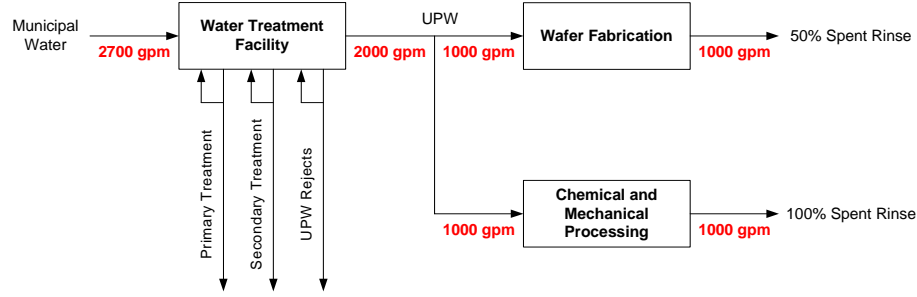 Municipal
Water
2700 gpm
Water Treatment
Facility
UPW
2000 gpm
1000 gpm
Wafer Fabrication
1000 gpm
50% Spent Rinse
Primary Treatment
Secondary Treatment
UPW Rejects
1000 gpm
Chemical and
Mechanical
Processing
1000 gpm
100% Spent Rinse